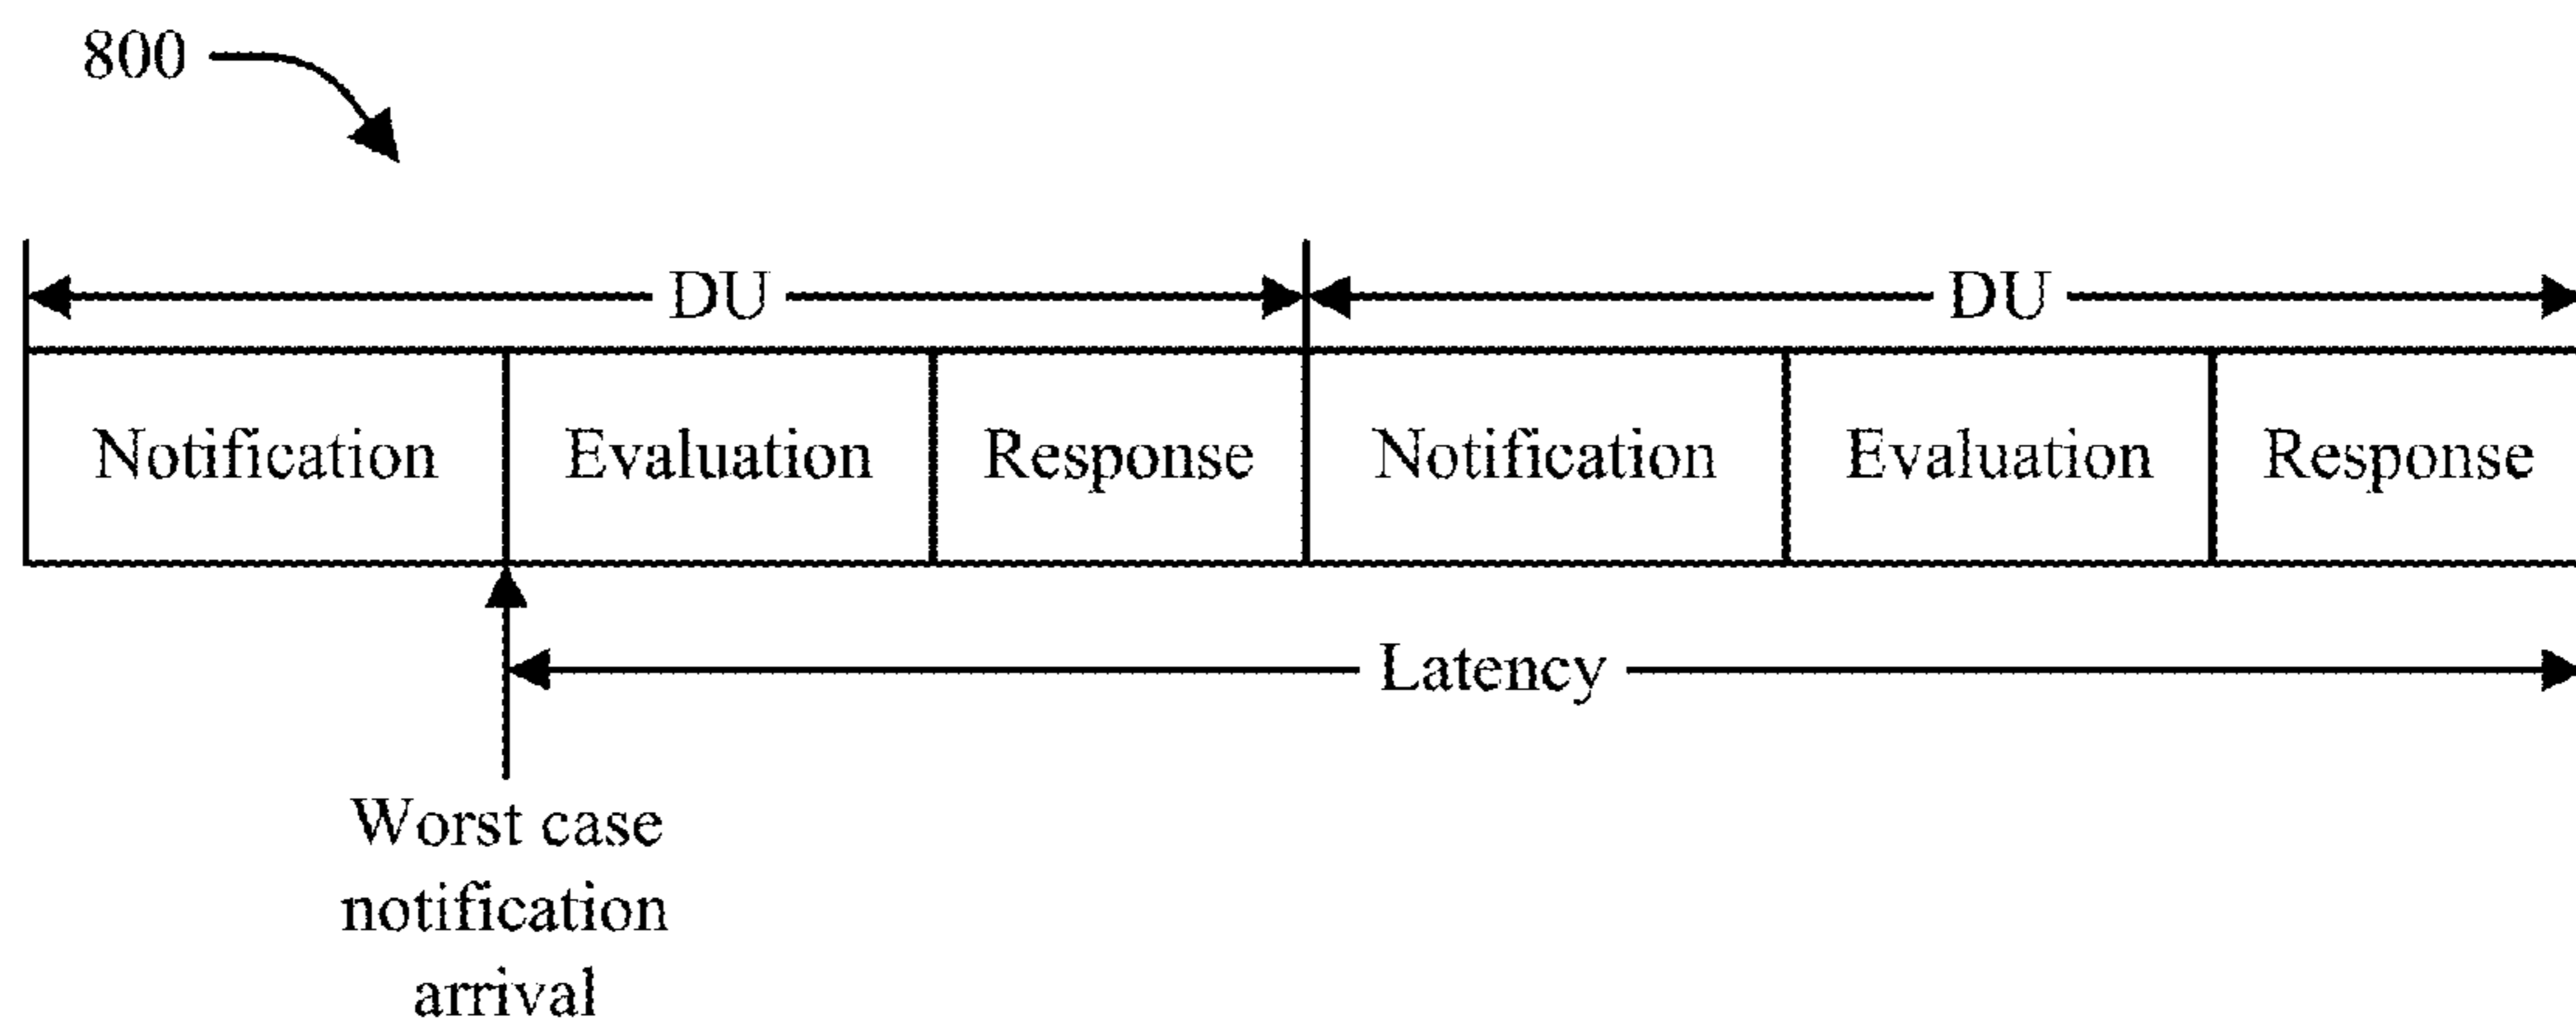 800
DU DU
Notification Evaluation Response Notification Evaluation Response
Latency
Worst case
notification
arrival